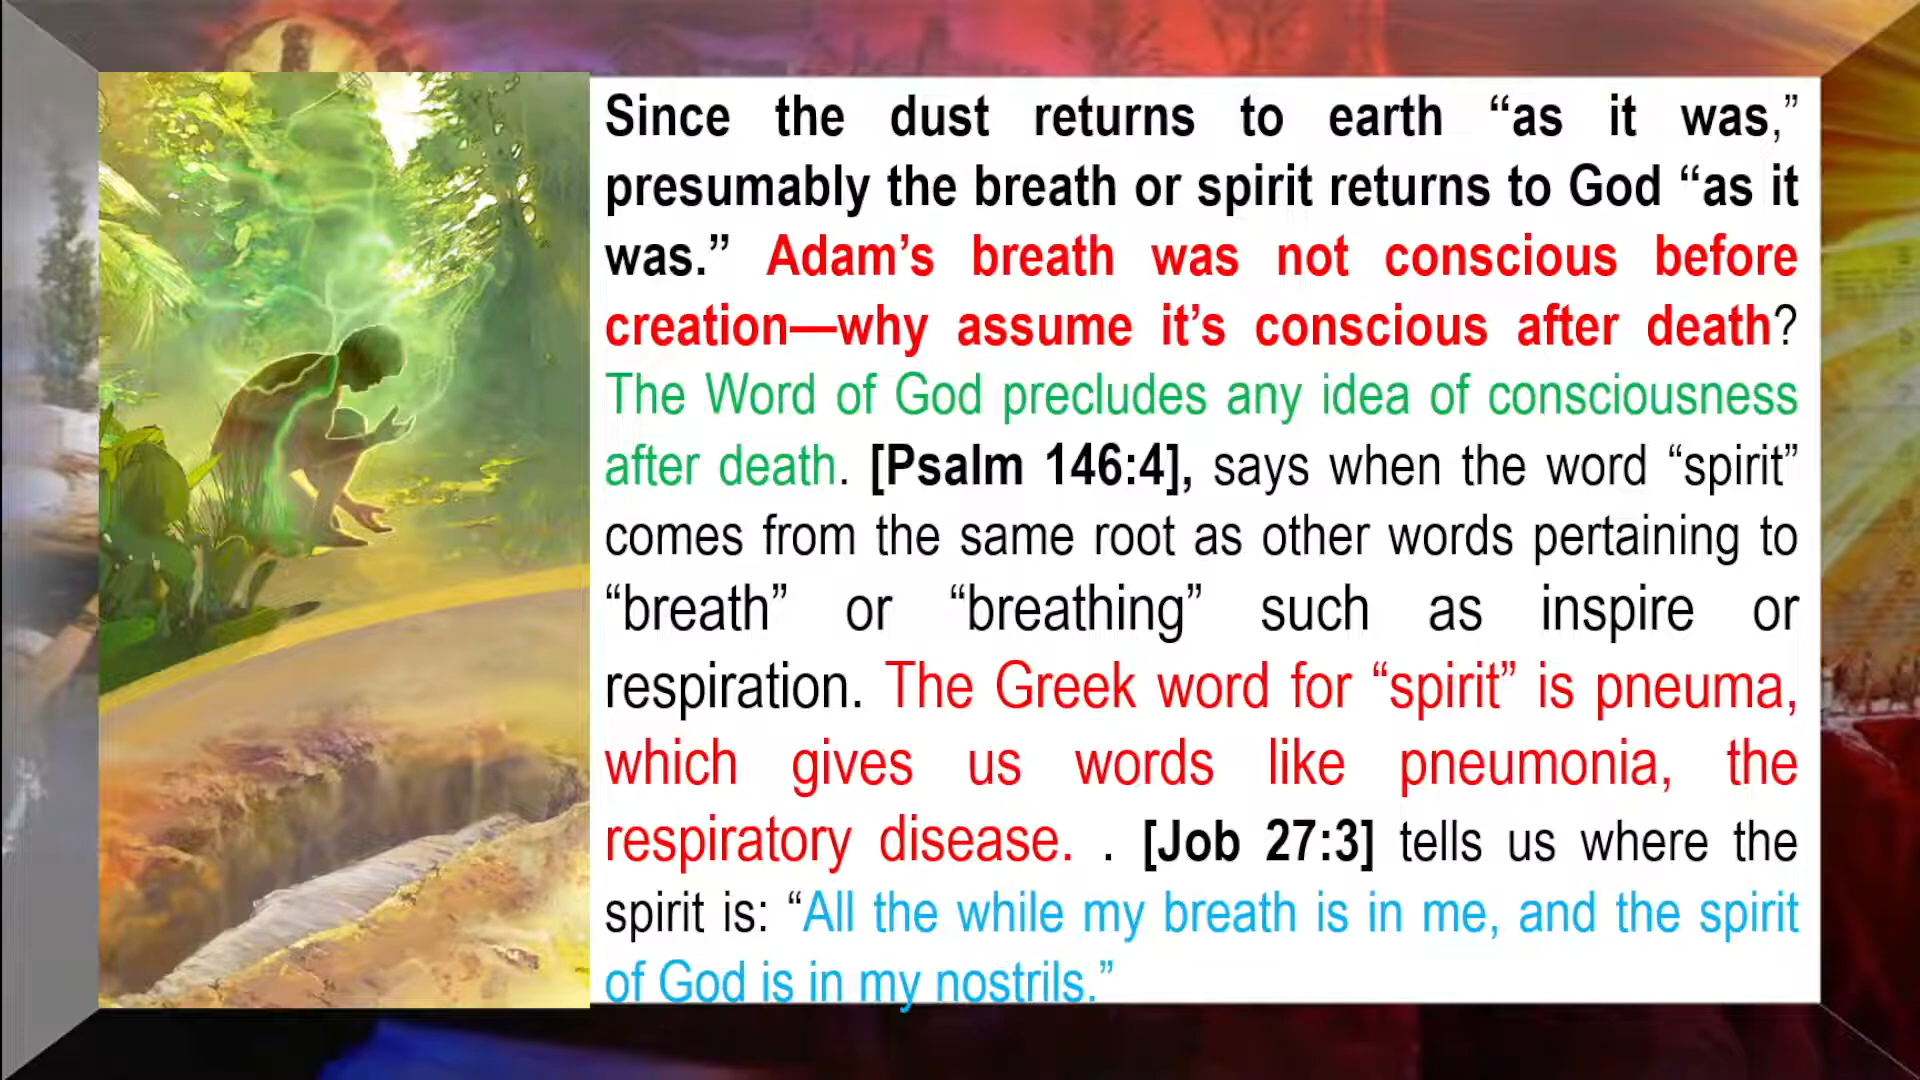 Since the dust returns to earth “as it was,”
presumably the breath or spirit returns to God “as it
was.” Adam’s breath was not conscious before
creation—why assume it’s conscious after death?
The Word of God precludes any idea of consciousness
after death. [Psalm 146:4], says when the word “spirit”
comes from the same root as other words pertaining to
“breath” or “breathing” such as inspire or
respiration. The Greek word for “spirit” is pneuma,
which gives us words like pneumonia, the
respiratory disease. . [Job 27:3] tells us where the
spirit is: “All the while my breath is in me, and the spirit
of God is in my nostrils.”